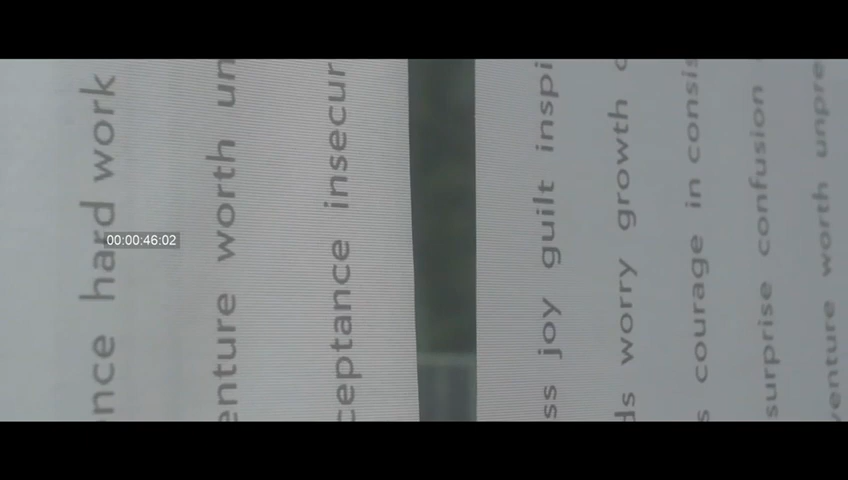 nce hard work
enture worth un
ceptance insecur
ss joy guilt inspi
ds worry growth
s courage in consis
surprise confusion
venture worth unpre
00:00:46:02